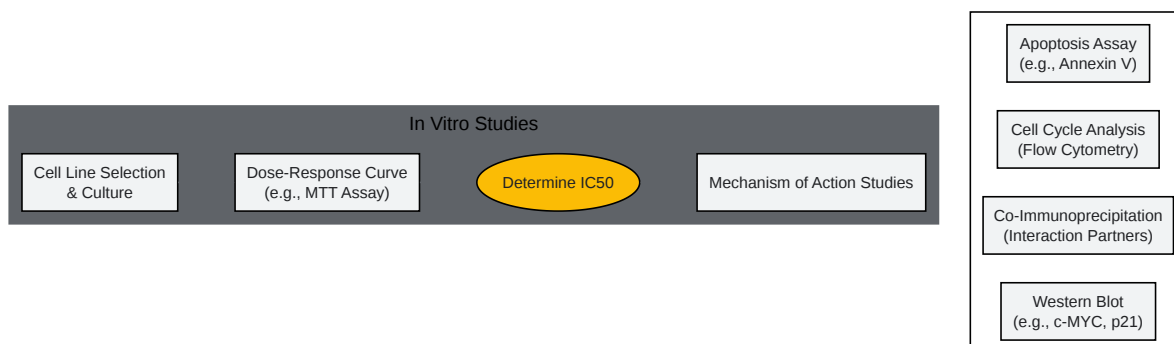 In Vitro Studies
Cell Line Selection
& Culture
Dose-Response Curve
(e.g., MTT Assay)
Determine IC50
Mechanism of Action Studies
Apoptosis Assay
(e.g., Annexin V)
Cell Cycle Analysis
(Flow Cytometry)
Co-Immunoprecipitation
(Interaction Partners)
Western Blot
(e.g., c-MYC, p21)